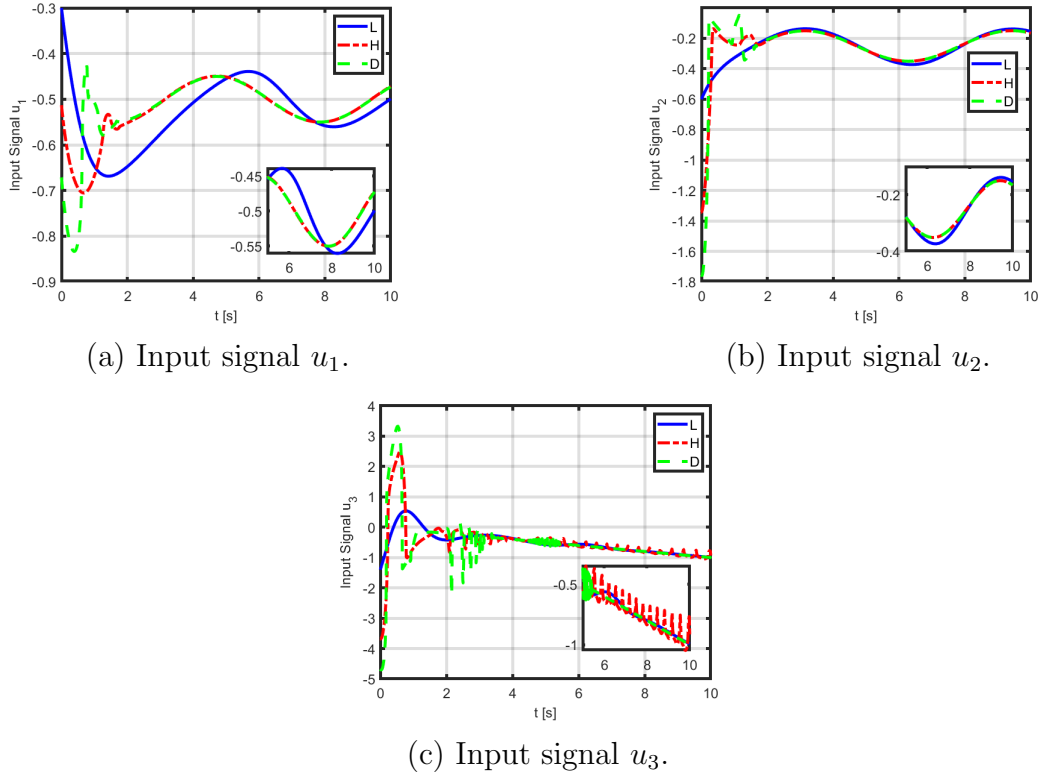 -0.3
-0.4
-0.5
-0.6
-0.7
-0.8
-0.9
Input Signal u1
L
H
D
-0.45
-0.5
-0.55
6 8 10
0 2 4 6 8 10
t [s]
(a) Input signal u1.
-0.2
-0.4
-0.6
-0.8
-1
-1.2
-1.4
-1.6
-1.8
Input Signal u2
L
H
D
-0.2
-0.4
6 8 10
0 2 4 6 8 10
t [s]
(b) Input signal u2.
4
3
2
1
0
-1
-2
-3
-4
-5
Input Signal u3
L
H
D
-0.5
-1
6 8 10
0 2 4 6 8 10
t [s]
(c) Input signal u3.